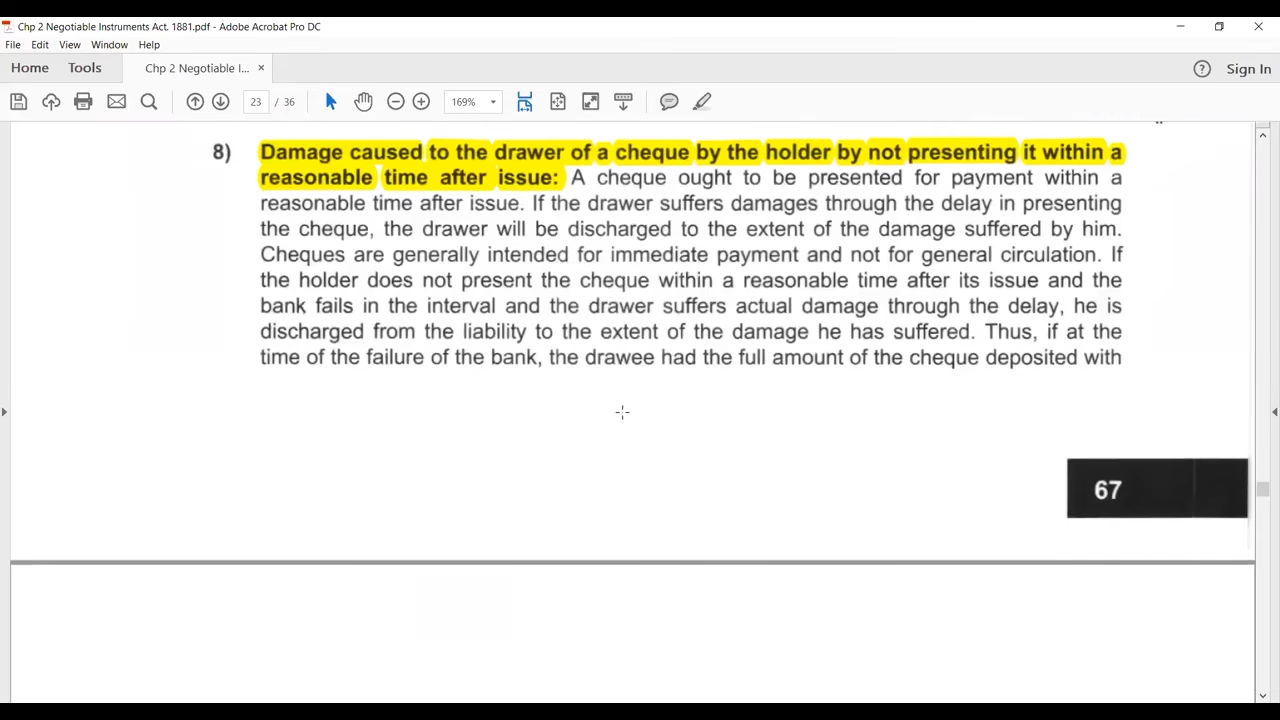 Chp 2 Negotiable Instruments Act. 1881.pdf - Adobe Acrobat Pro DC
File Edit View Window Help
Home Tools Chp 2 Negotiable I... × Sign In
23 / 36 169%
8) Damage caused to the drawer of a cheque by the holder by not presenting it within a
reasonable time after issue: A cheque ought to be presented for payment within a
reasonable time after issue. If the drawer suffers damages through the delay in presenting
the cheque, the drawer will be discharged to the extent of the damage suffered by him.
Cheques are generally intended for immediate payment and not for general circulation. If
the holder does not present the cheque within a reasonable time after its issue and the
bank fails in the interval and the drawer suffers actual damage through the delay, he is
discharged from the liability to the extent of the damage he has suffered. Thus, if at the
time of the failure of the bank, the drawee had the full amount of the cheque deposited with
67